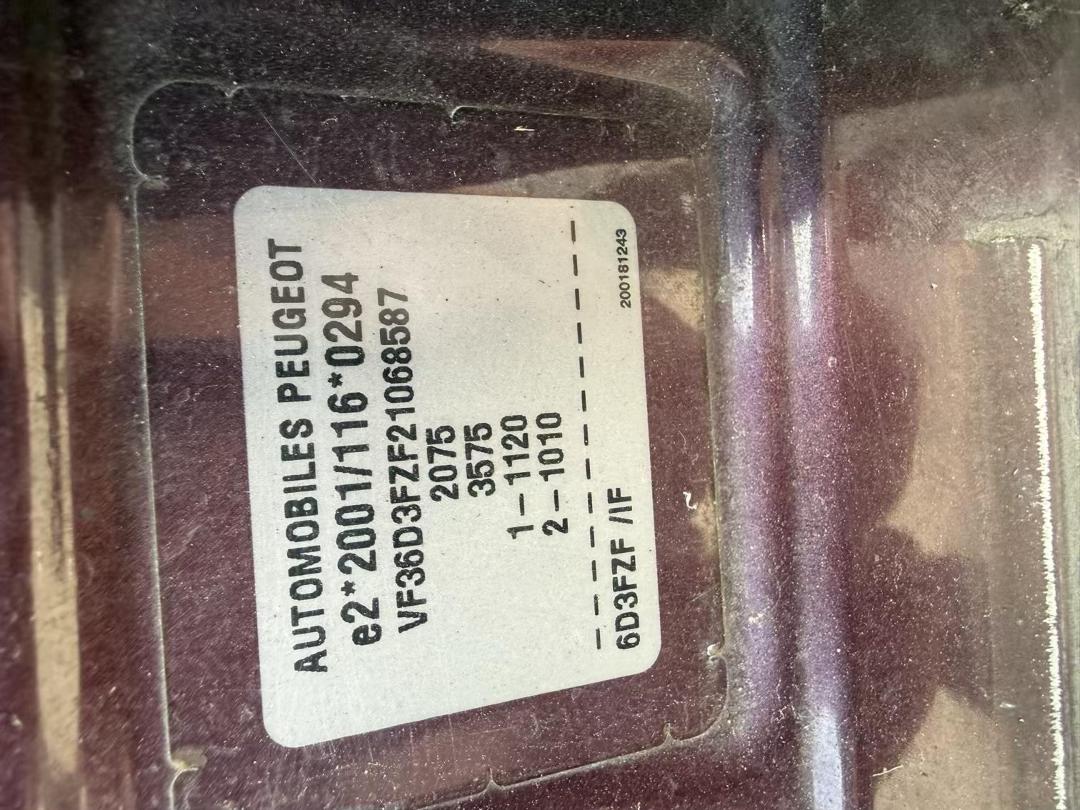 AUTOMOBILES PEUGEOT
e2*2001/116*0294
VF36D3FZF21068587
2075
3575
1-1120
2-1010
- - - - - - - - - - - -
6D3FZF /IF 200181243